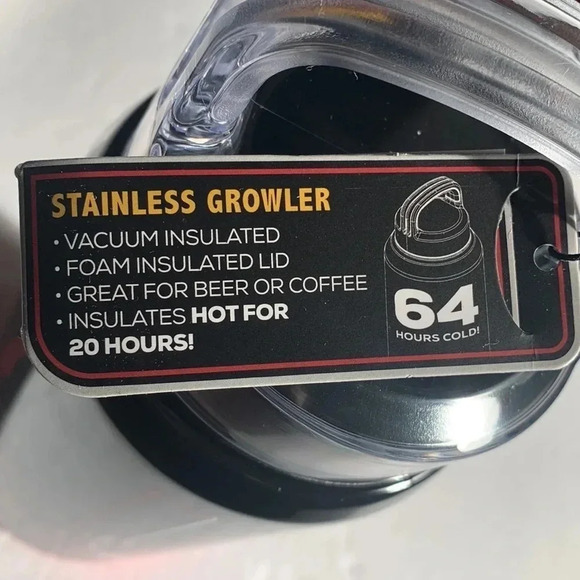 STAINLESS GROWLER
• VACUUM INSULATED
• FOAM INSULATED LID
• GREAT FOR BEER OR COFFEE
• INSULATES HOT FOR
20 HOURS!
64
HOURS COLD!